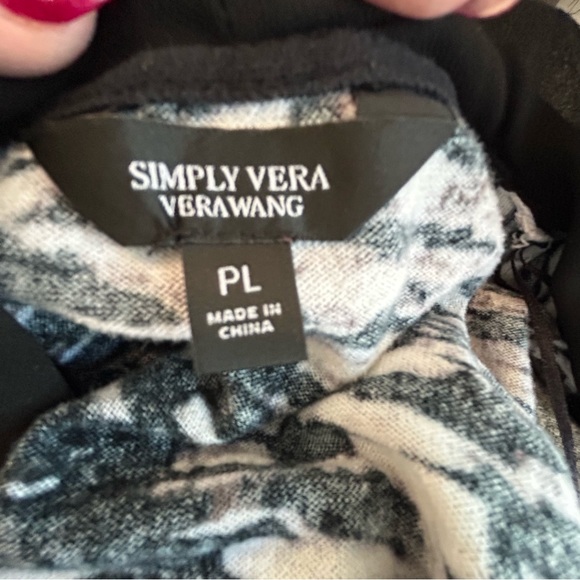 SIMPLY VERA
VERAWANG
PL
MADE IN
CHINA